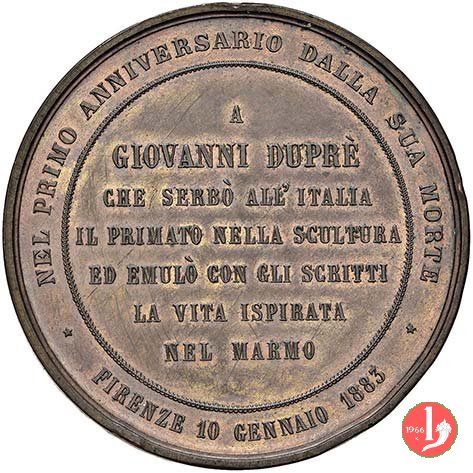 NEL PRIMO ANNIVERSARIO DALLA SUA MORTE
A
GIOVANNI DUPRÈ
CHE SERBÒ ALL'ITALIA
IL PRIMATO NELLA SCULTURA
ED EMULÒ CON GLI SCRITTI
LA VITA ISPIRATA
NEL MARMO
* FIRENZE 10 GENNAIO 1883 *
1966